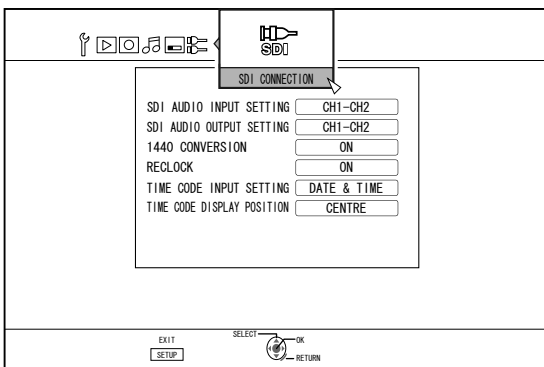 SDI
SDI CONNECTION
SDI AUDIO INPUT SETTING CH1-CH2
SDI AUDIO OUTPUT SETTING CH1-CH2
1440 CONVERSION ON
RECLOCK ON
TIME CODE INPUT SETTING DATE & TIME
TIME CODE DISPLAY POSITION CENTRE
EXIT
SETUP
SELECT
OK
RETURN